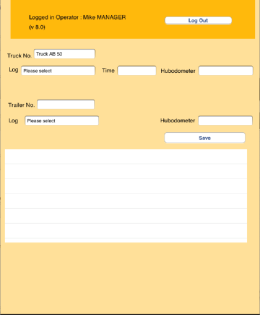 Logged in Operator : Mike MANAGER
Log Out
(v 8.0)
Truck No. Truck AB 50
Log Please select Time Hubodometer
Trailer No.
Log Please select Hubodometer
Save